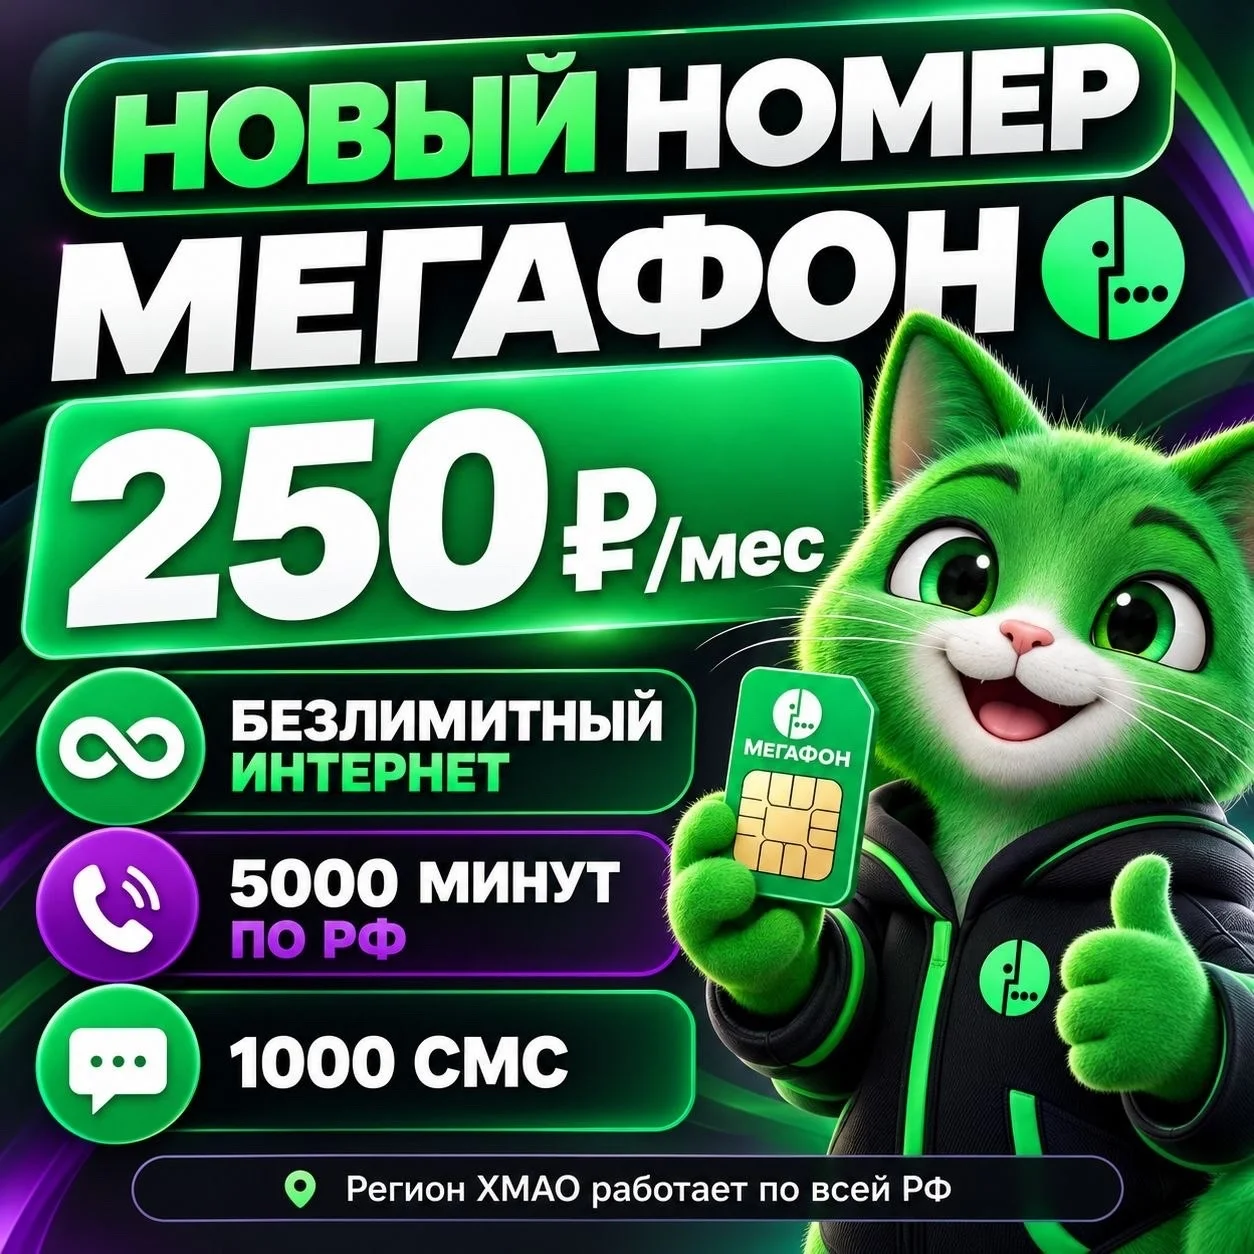 НОВЫЙ НОМЕР
МЕГАФОН
250₽/мес
БЕЗЛИМИТНЫЙ
ИНТЕРНЕТ
5000 МИНУТ
ПО РФ
1000 СМС
МЕГАФОН
Регион ХМАО работает по всей РФ